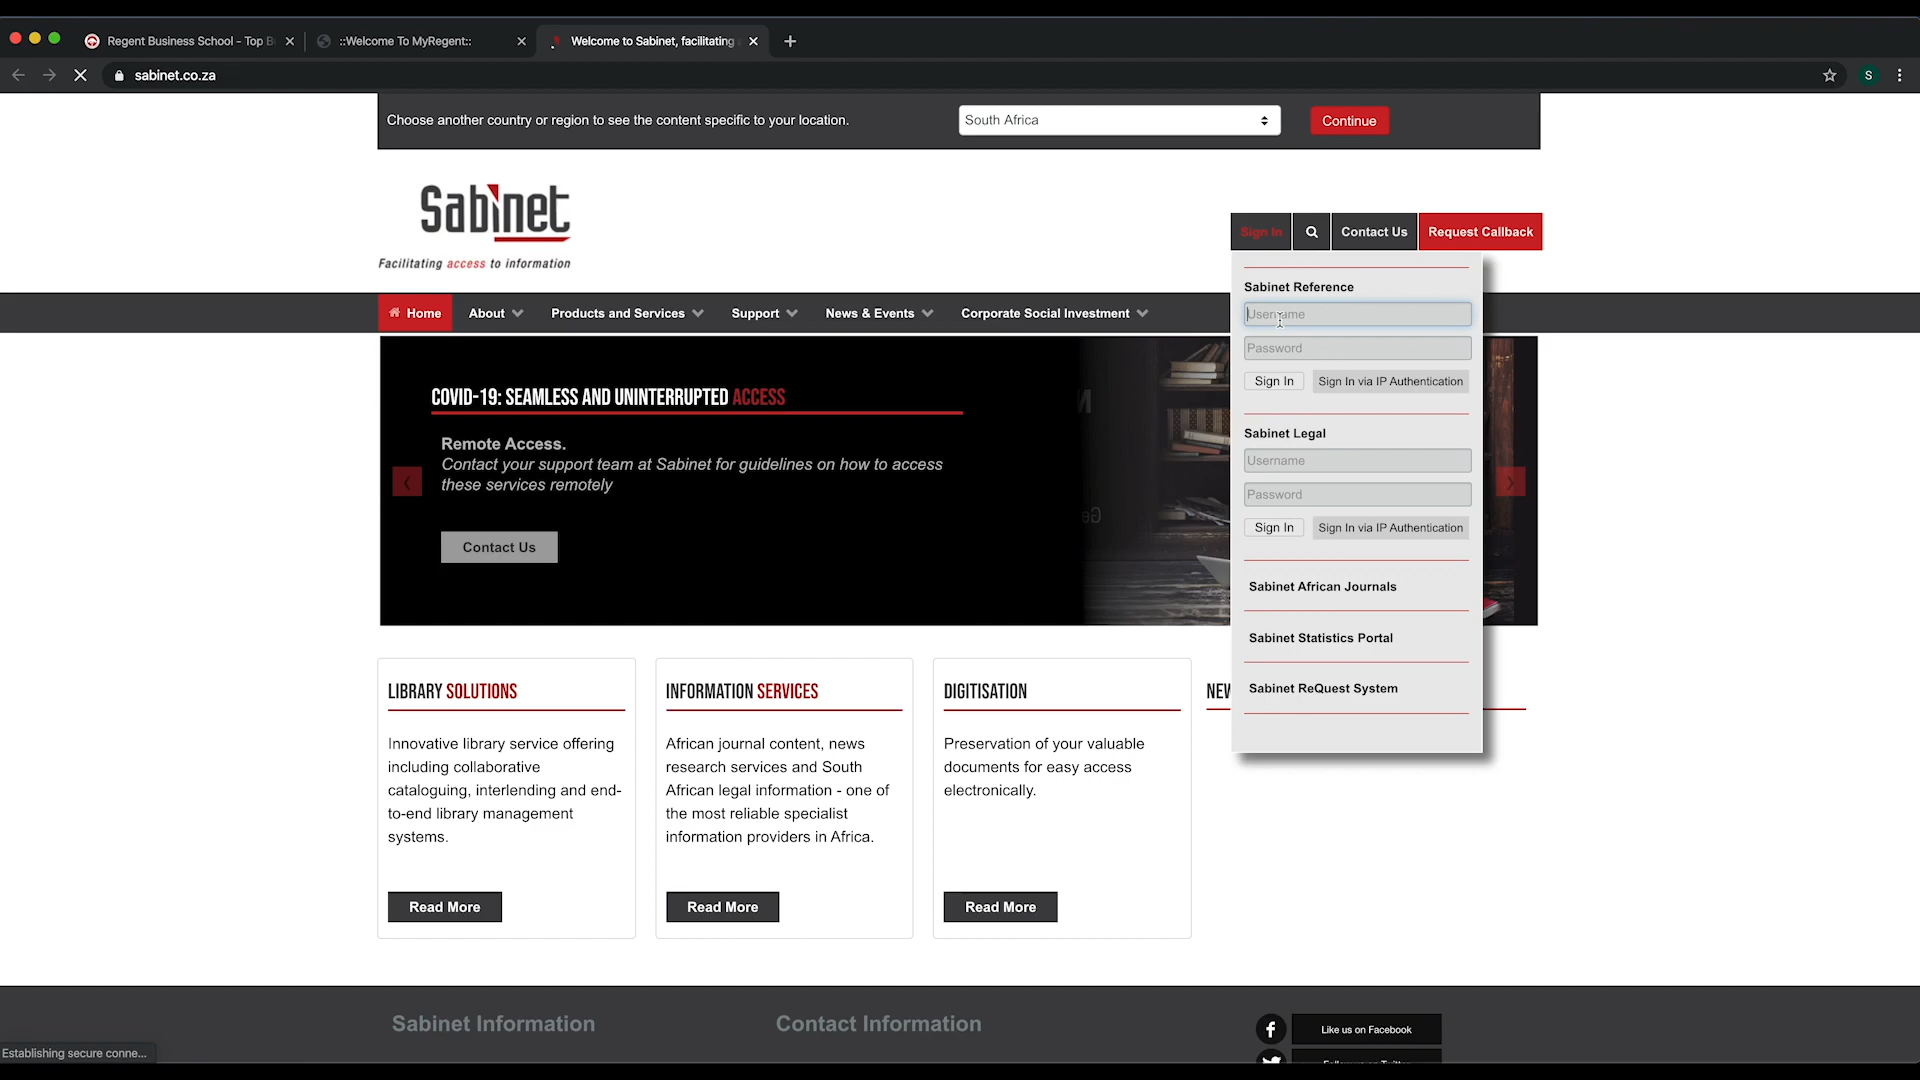 Regent Business School - Top B
::Welcome To MyRegent::
Welcome to Sabinet, facilitating
sabinet.co.za
S
Choose another country or region to see the content specific to your location.
South Africa
Continue
Sabinet
Facilitating access to information
Sign In
Contact Us
Request Callback
Home
About
Products and Services
Support
News & Events
Corporate Social Investment
Sabinet Reference
Username
Password
Sign In
Sign In via IP Authentication
Sabinet Legal
Username
Password
Sign In
Sign In via IP Authentication
Sabinet African Journals
Sabinet Statistics Portal
Sabinet ReQuest System
COVID-19: SEAMLESS AND UNINTERRUPTED ACCESS
Remote Access.
Contact your support team at Sabinet for guidelines on how to access
these services remotely
Contact Us
LIBRARY SOLUTIONS
Innovative library service offering
including collaborative
cataloguing, interlending and end-
to-end library management
systems.
Read More
INFORMATION SERVICES
African journal content, news
research services and South
African legal information - one of
the most reliable specialist
information providers in Africa.
Read More
DIGITISATION
Preservation of your valuable
documents for easy access
electronically.
Read More
Sabinet Information
Contact Information
Like us on Facebook
Establishing secure conne...